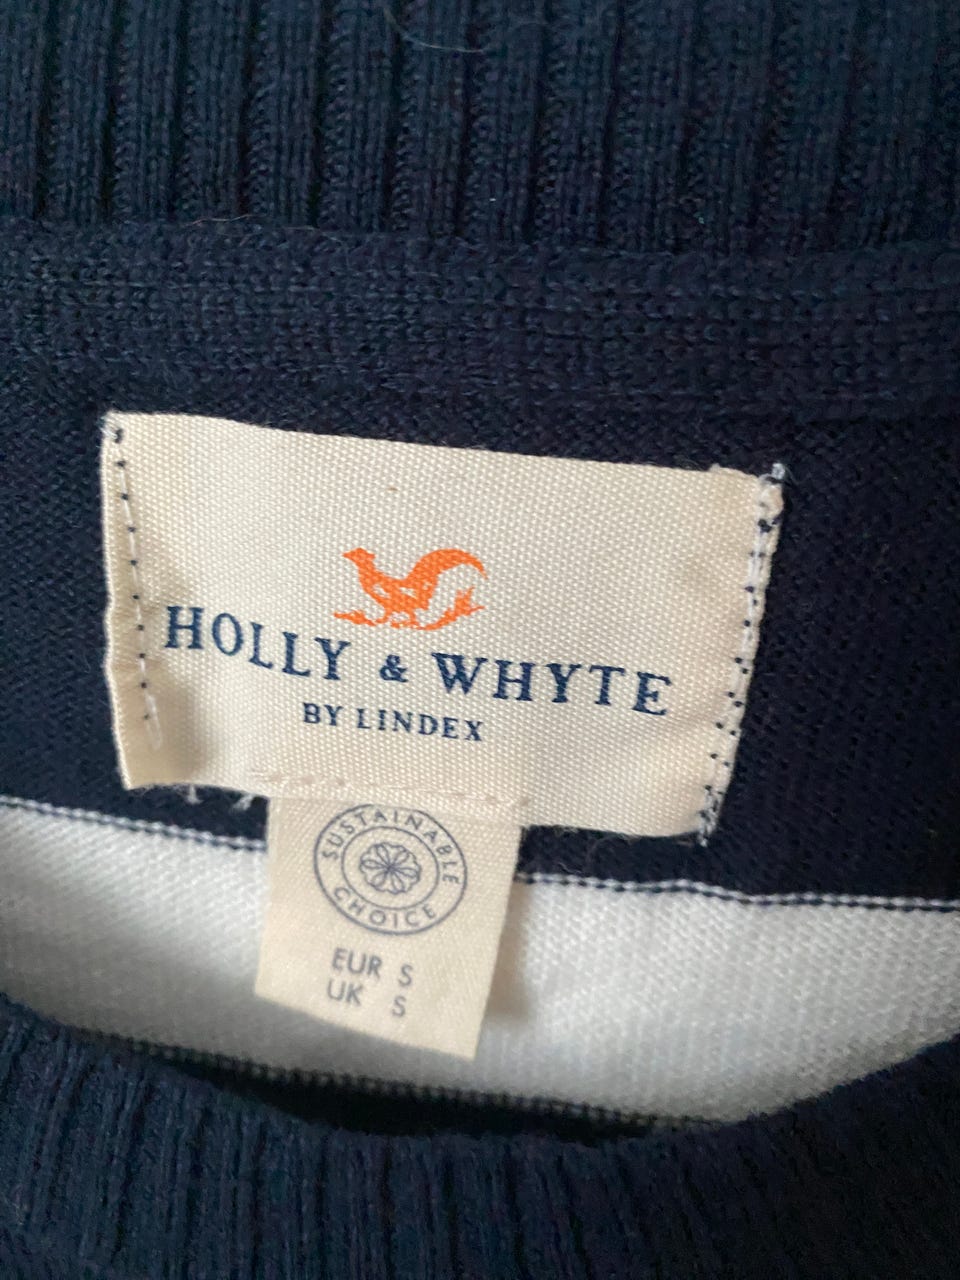 HOLLY & WHYTE
BY LINDEX
SUSTAINABLE
CHOICE
EUR S
UK S